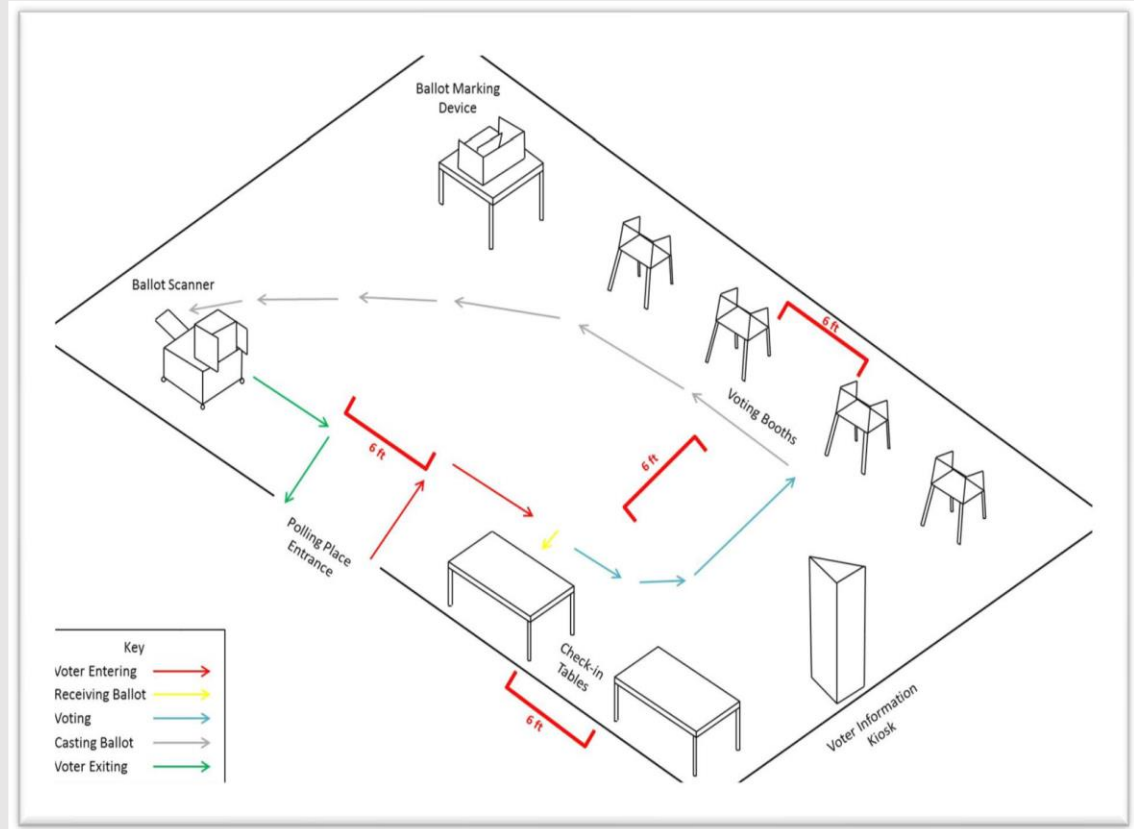 Ballot Marking
Device
Ballot Scanner
6 ft
Voting Booths
6 ft
6 ft
Polling Place
Entrance
Check-in
Tables
6 ft
Voter Information
Kiosk
Key
Voter Entering
Receiving Ballot
Voting
Casting Ballot
Voter Exiting